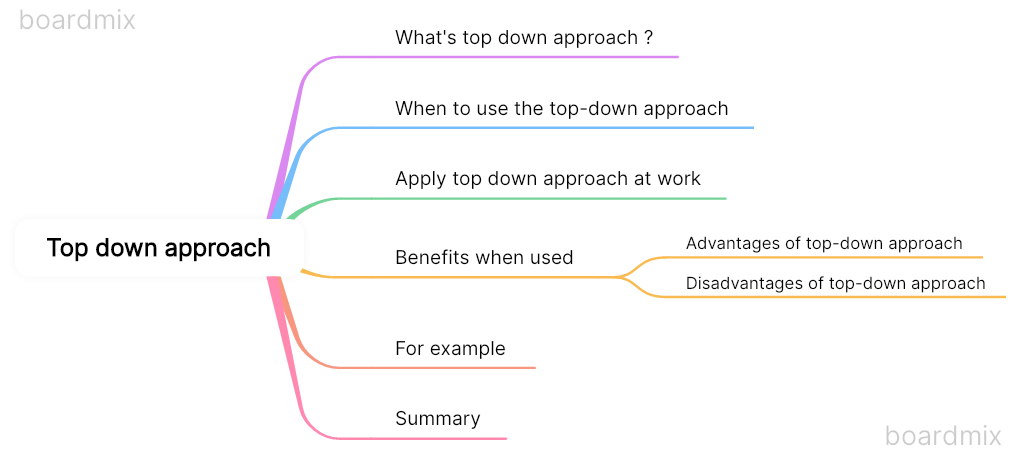 boardmix
What's top down approach ?
When to use the top-down approach
Apply top down approach at work
Top down approach
Benefits when used
Advantages of top-down approach
Disadvantages of top-down approach
For example
Summary
boardmix